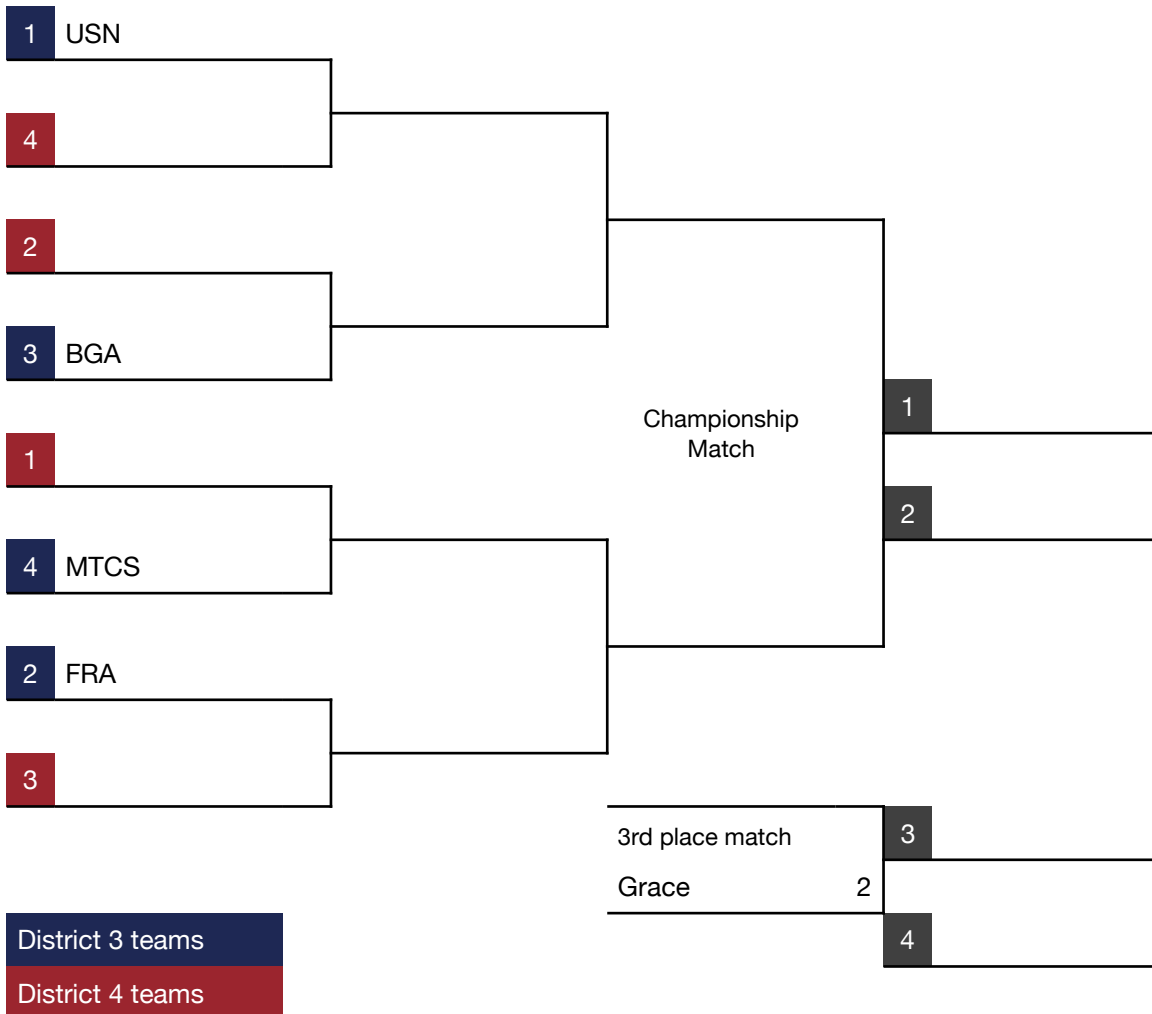 1 USN
4
2
3 BGA
1
4 MTCS
2 FRA
3
Championship
Match
1
2
3rd place match
Grace 2
3
4
District 3 teams
District 4 teams